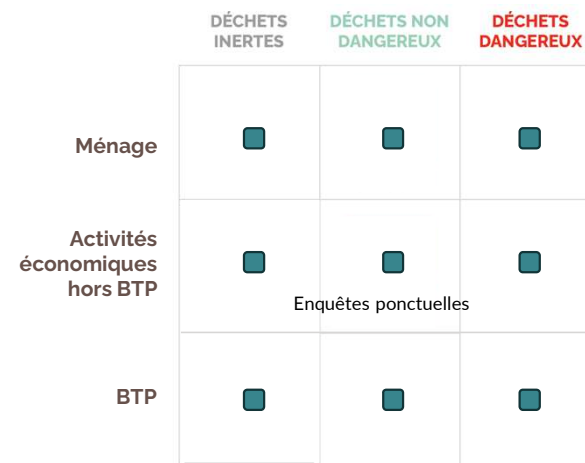 DÉCHETS
INERTES
DÉCHETS NON
DANGEREUX
DÉCHETS
DANGEREUX
Ménage
Activités
économiques
hors BTP
Enquêtes ponctuelles
BTP